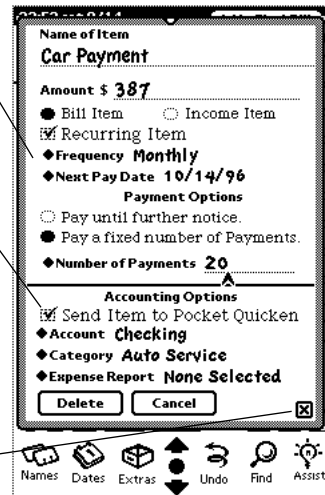 Name of Item
Car Payment
Amount $ 387
Bill Item Income Item
Recurring Item
Frequency Monthly
Next Pay Date 10/14/96
Payment Options
Pay until further notice.
Pay a fixed number of Payments.
Number of Payments 20
Accounting Options
Send Item to Pocket Quicken
Account Checking
Category Auto Service
Expense Report None Selected
Delete Cancel
Names Dates Extras Undo Find Assist